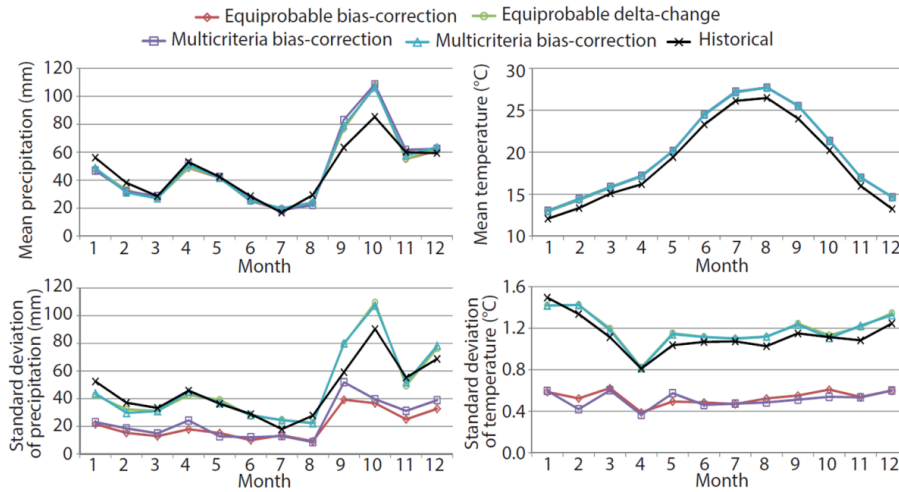 Equiprobable bias-correction Equiprobable delta-change
Multicriteria bias-correction Multicriteria bias-correction Historical
Mean precipitation (mm)
120
100
80
60
40
20
0
1 2 3 4 5 6 7 8 9 10 11 12
Month
Mean temperature (°C)
30
25
20
15
10
1 2 3 4 5 6 7 8 9 10 11 12
Month
Standard deviation
of precipitation (mm)
120
100
80
60
40
20
0
1 2 3 4 5 6 7 8 9 10 11 12
Month
Standard deviation
of temperature (°C)
1.6
1.2
0.8
0.4
0.0
1 2 3 4 5 6 7 8 9 10 11 12
Month